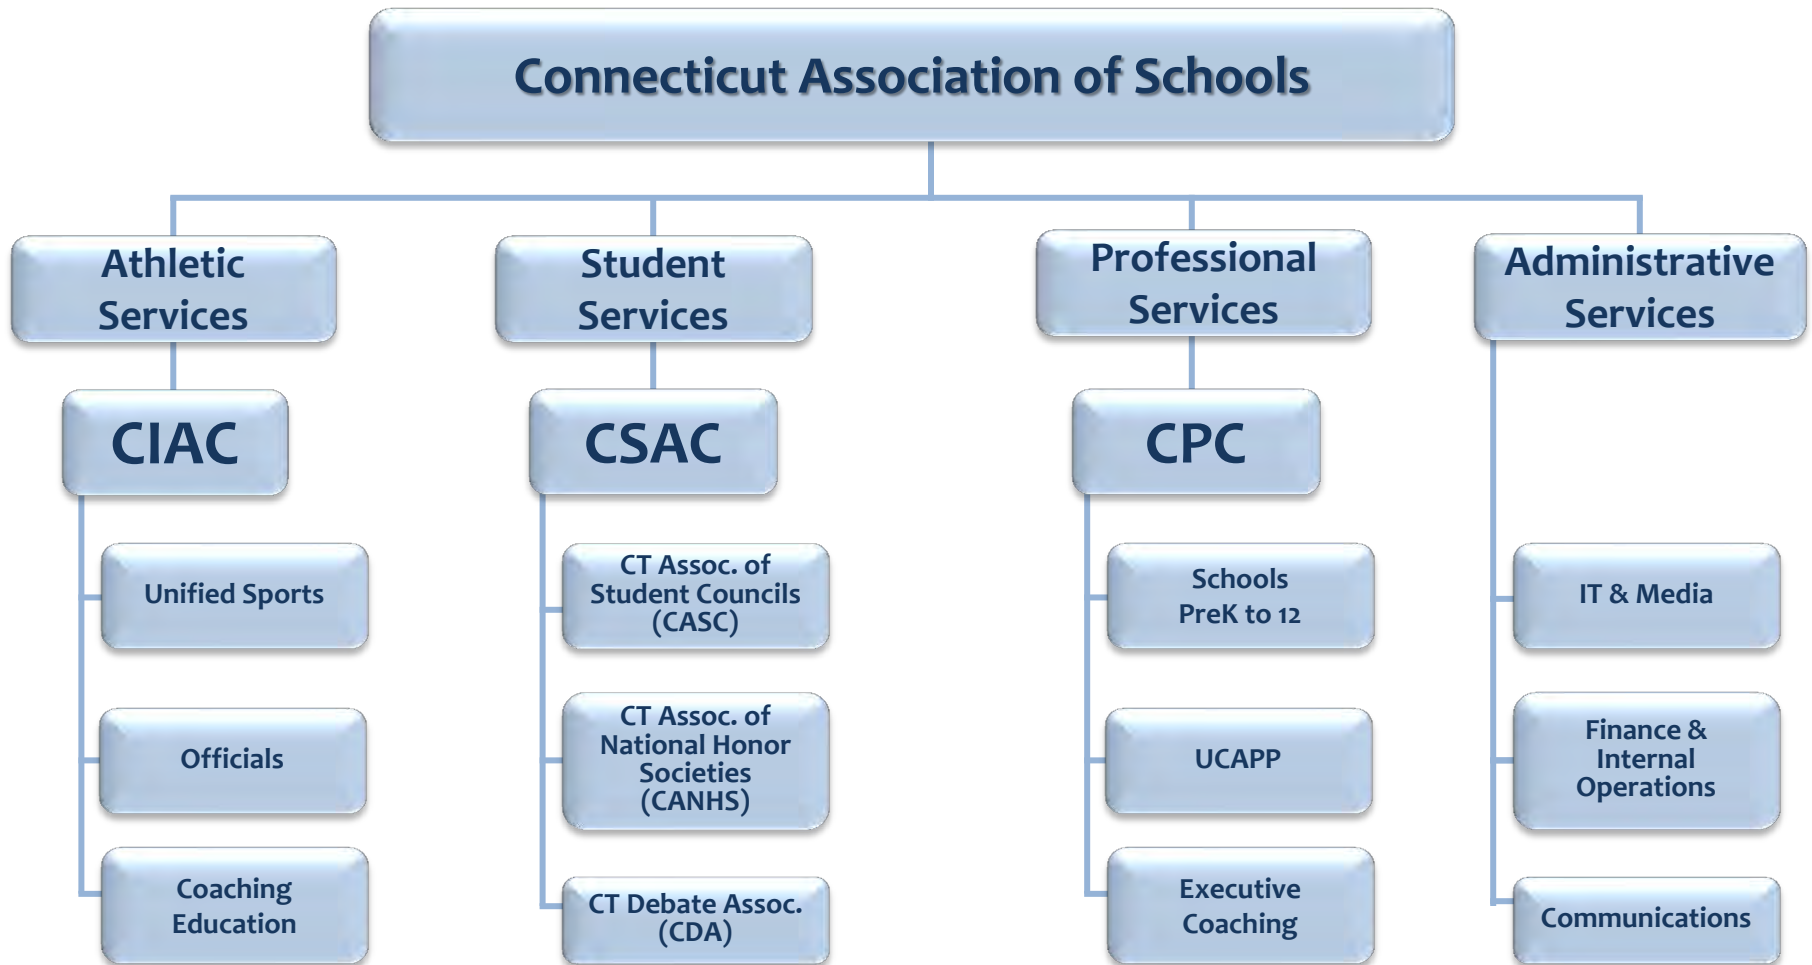 Connecticut Association of Schools
Athletic
Services
Student
Services
Professional
Services
Administrative
Services
CIAC
CSAC
CPC
Unified Sports
CT Assoc. of
Student Councils
(CASC)
Schools
PreK to 12
IT & Media
Officials
CT Assoc. of
National Honor
Societies
(CANHS)
UCAPP
Finance &
Internal
Operations
Coaching
Education
CT Debate Assoc.
(CDA)
Executive
Coaching
Communications